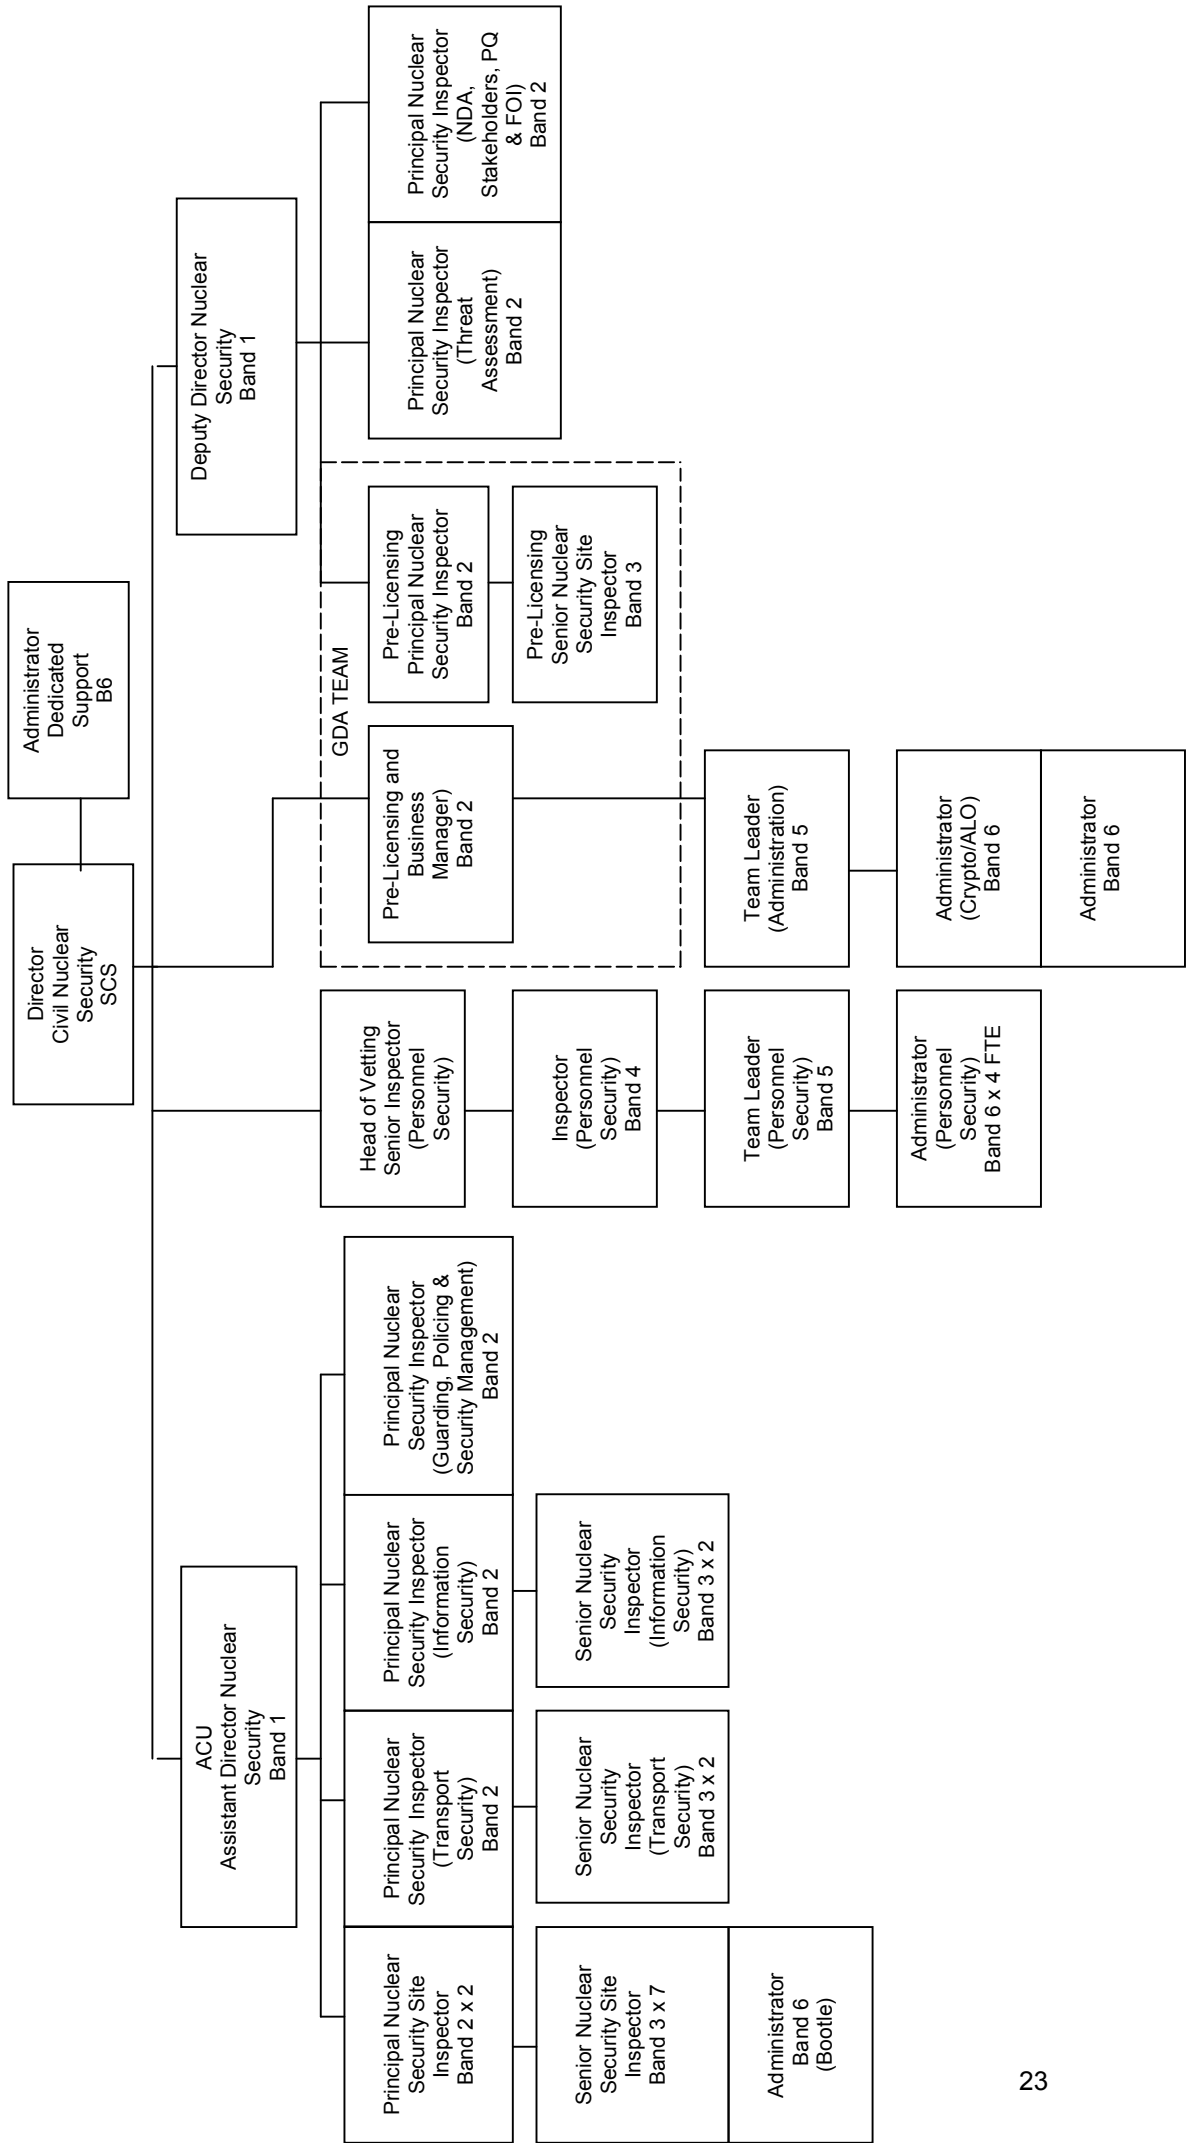 Director
Civil Nuclear
Security
SCS
Administrator
Dedicated
Support
B6
ACU
Assistant Director Nuclear
Security
Band 1
Deputy Director Nuclear
Security
Band 1
Principal Nuclear
Security Site
Inspector
Band 2 x 2
Principal Nuclear
Security Inspector
(Transport
Security)
Band 2
Principal Nuclear
Security Inspector
(Information
Security)
Band 2
Principal Nuclear
Security Inspector
(Guarding, Policing &
Security Management)
Band 2
Head of Vetting
Senior Inspector
(Personnel
Security)
GDA TEAM
Pre-Licensing and
Business
Manager)
Band 2
Pre-Licensing
Principal Nuclear
Security Inspector
Band 2
Principal Nuclear
Security Inspector
(Threat
Assessment)
Band 2
Principal Nuclear
Security Inspector
(NDA,
Stakeholders, PQ
& FOI)
Band 2
Senior Nuclear
Security Site
Inspector
Band 3 x 7
Senior Nuclear
Security
Inspector
(Transport
Security)
Band 3 x 2
Senior Nuclear
Security
Inspector
(Information
Security)
Band 3 x 2
Inspector
(Personnel
Security)
Band 4
Pre-Licensing
Senior Nuclear
Security Site
Inspector
Band 3
Administrator
Band 6
(Bootle)
Team Leader
(Personnel
Security)
Band 5
Team Leader
(Administration)
Band 5
Administrator
(Personnel
Security)
Band 6 x 4 FTE
Administrator
(Crypto/ALO)
Band 6
Administrator
Band 6
23